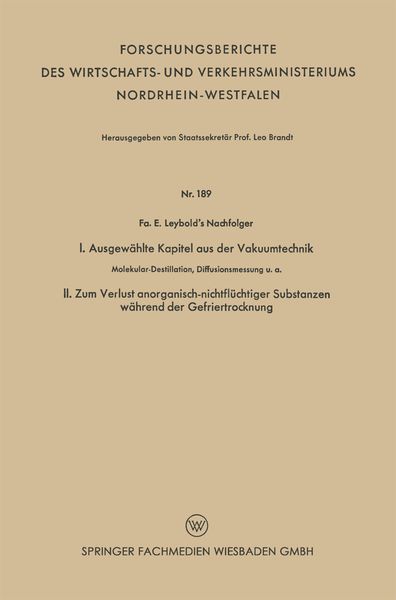 FORSCHUNGSBERICHTE
DES WIRTSCHAFTS- UND VERKEHRSMINISTERIUMS
NORDRHEIN-WESTFALEN
Herausgegeben von Staatssekretär Prof. Leo Brandt
Nr. 189
Fa. E. Leybold's Nachfolger
I. Ausgewählte Kapitel aus der Vakuumtechnik
Molekular-Destillation, Diffusionsmessung u. a.
II. Zum Verlust anorganisch-nichtflüchtiger Substanzen
während der Gefriertrocknung
W
SPRINGER FACHMEDIEN WIESBADEN GMBH